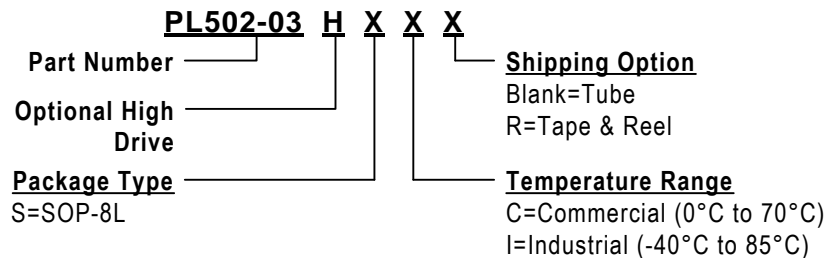 PL502-03 H X X X
Part Number
Optional High
Drive
Package Type
S=SOP-8L
Shipping Option
Blank=Tube
R=Tape & Reel
Temperature Range
C=Commercial (0°C to 70°C)
I=Industrial (-40°C to 85°C)